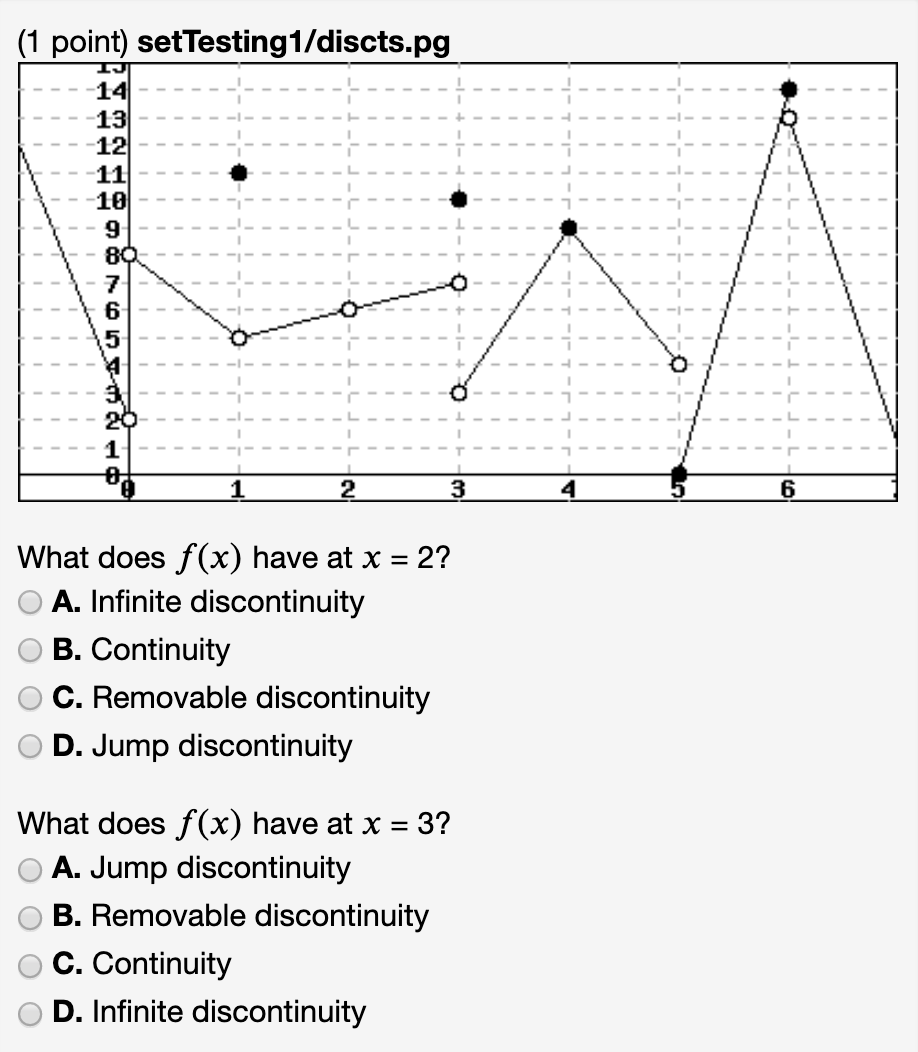 (1 point) setTesting1/discts.pg
15
14
13
12
11
10
9
8
7
6
5
4
3
2
1
0
0 1 2 3 4 5 6
What does f(x) have at x = 2?
A. Infinite discontinuity
B. Continuity
C. Removable discontinuity
D. Jump discontinuity
What does f(x) have at x = 3?
A. Jump discontinuity
B. Removable discontinuity
C. Continuity
D. Infinite discontinuity